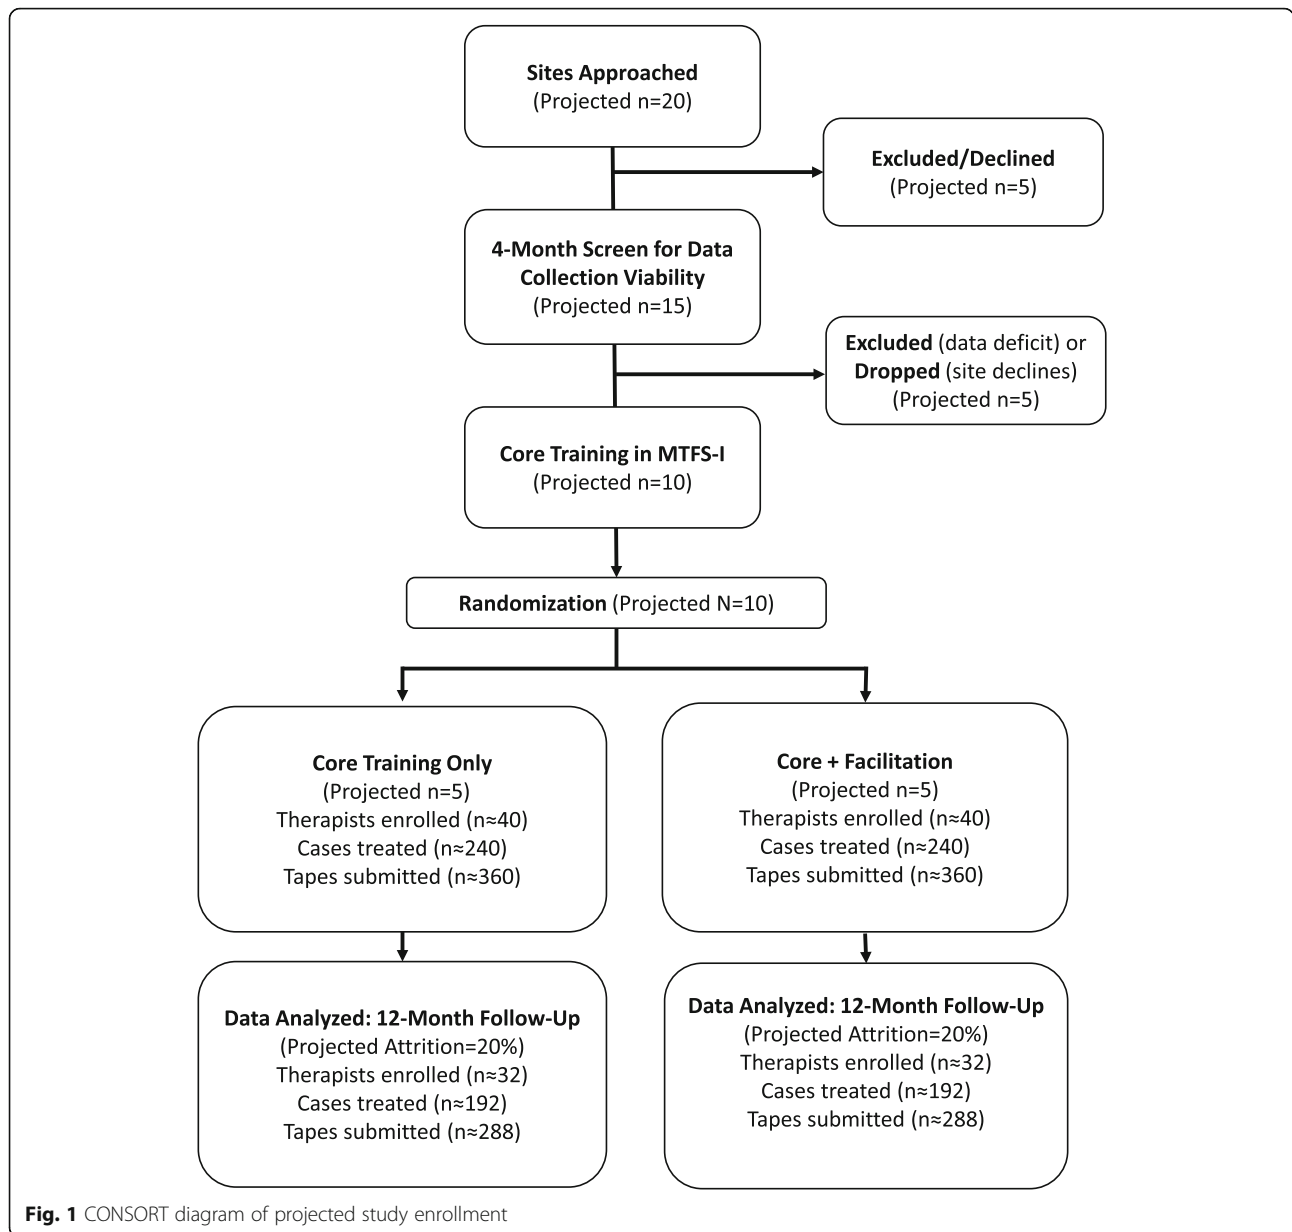 Sites Approached
(Projected n=20)
Excluded/Declined
(Projected n=5)
4-Month Screen for Data
Collection Viability
(Projected n=15)
Excluded (data deficit) or
Dropped (site declines)
(Projected n=5)
Core Training in MTFS-I
(Projected n=10)
Randomization (Projected N=10)
Core Training Only
(Projected n=5)
Therapists enrolled (n≈40)
Cases treated (n≈240)
Tapes submitted (n≈360)
Core + Facilitation
(Projected n=5)
Therapists enrolled (n≈40)
Cases treated (n≈240)
Tapes submitted (n≈360)
Data Analyzed: 12-Month Follow-Up
(Projected Attrition=20%)
Therapists enrolled (n≈32)
Cases treated (n≈192)
Tapes submitted (n≈288)
Data Analyzed: 12-Month Follow-Up
(Projected Attrition=20%)
Therapists enrolled (n≈32)
Cases treated (n≈192)
Tapes submitted (n≈288)
Fig. 1 CONSORT diagram of projected study enrollment